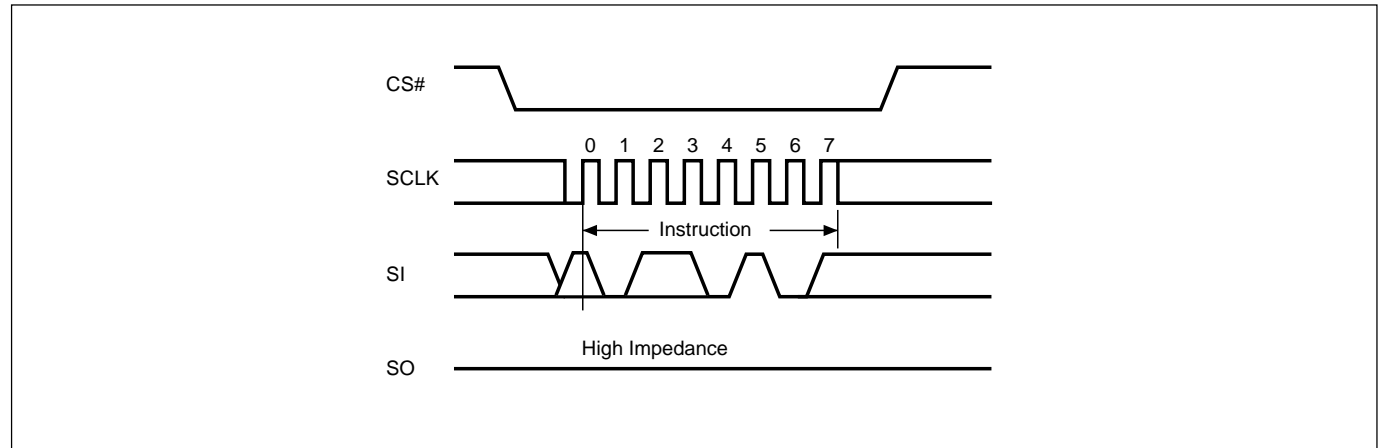 CS#
0 1 2 3 4 5 6 7
SCLK
Instruction
SI
High Impedance
SO